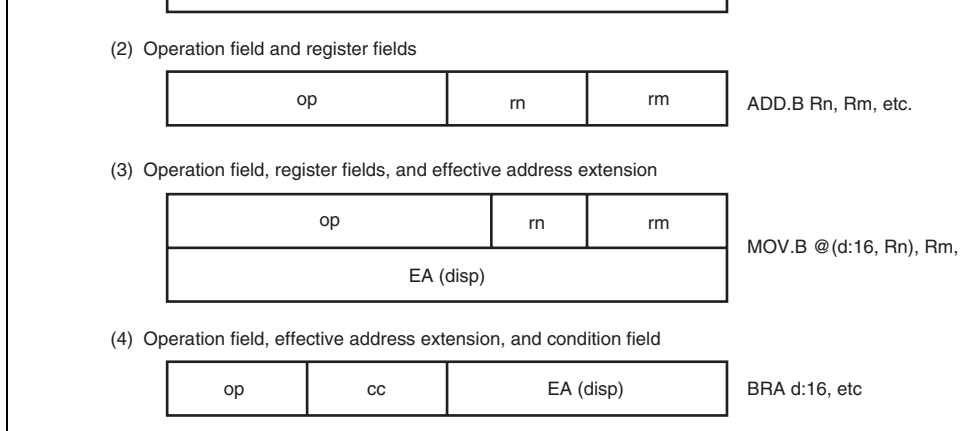 (2) Operation field and register fields
op rn rm ADD.B Rn, Rm, etc.
(3) Operation field, register fields, and effective address extension
op rn rm
MOV.B @(d:16, Rn), Rm,
EA (disp)
(4) Operation field, effective address extension, and condition field
op cc EA (disp) BRA d:16, etc